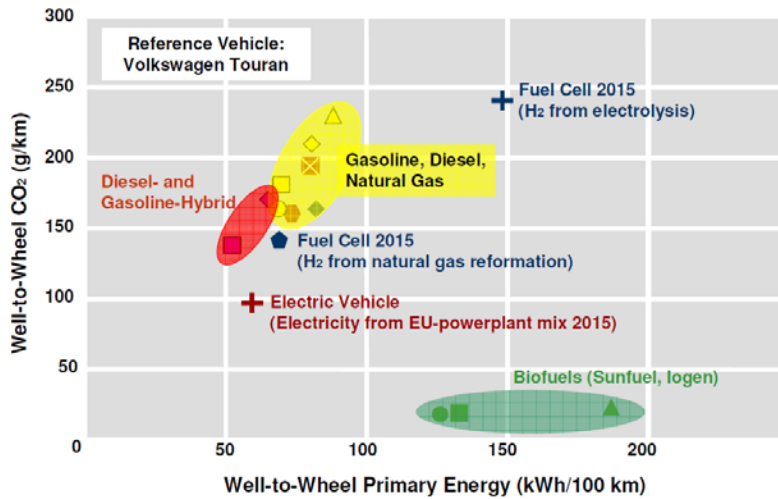 300
Reference Vehicle:
Volkswagen Touran
250
Fuel Cell 2015
(H₂ from electrolysis)
200
Gasoline, Diesel,
Natural Gas
Diesel- and
Gasoline-Hybrid
150
Fuel Cell 2015
(H₂ from natural gas reformation)
100
Electric Vehicle
(Electricity from EU-powerplant mix 2015)
50
Biofuels (Sunfuel, Iogen)
0
50
100
150
200
Well-to-Wheel CO₂ (g/km)
Well-to-Wheel Primary Energy (kWh/100 km)